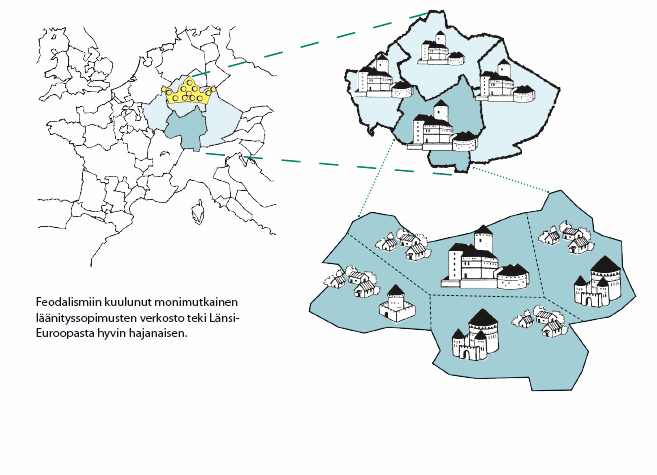 Feodalismiin kuulunut monimutkainen
läänityssopimusten verkosto teki Länsi-
Euroopasta hyvin hajanaisen.